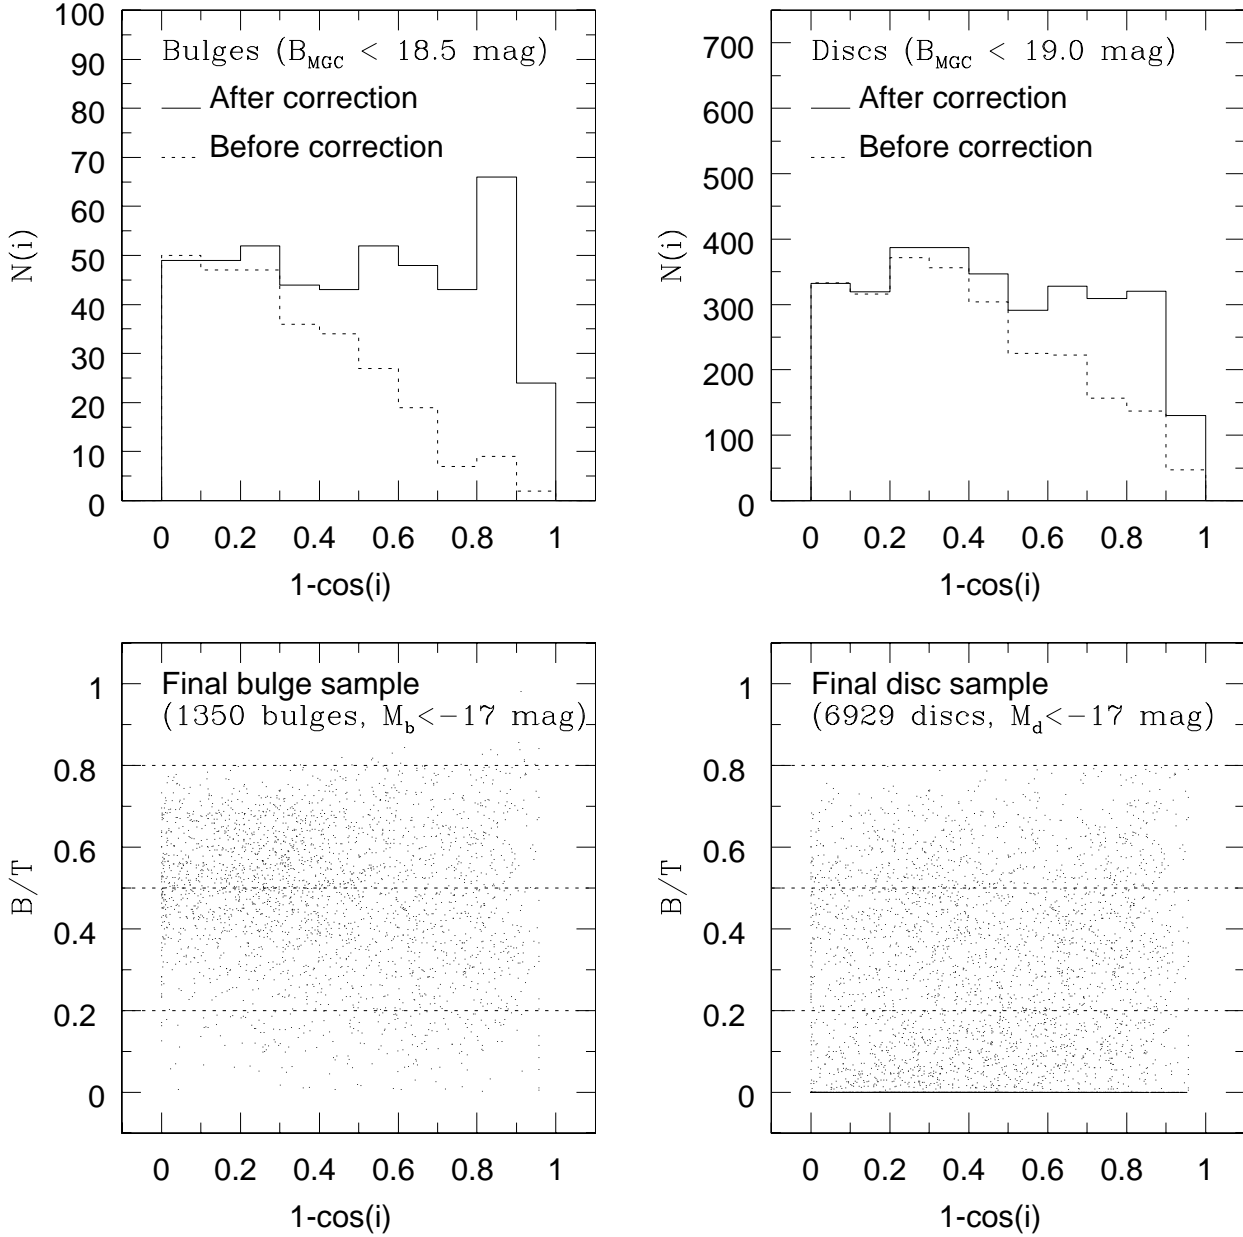 Bulges (B_MGC < 18.5 mag)
After correction
Before correction
100
90
80
70
60
50
40
30
20
10
0
N(i)
0 0.2 0.4 0.6 0.8 1
1-cos(i)
Discs (B_MGC < 19.0 mag)
After correction
Before correction
700
600
500
400
300
200
100
0
N(i)
0 0.2 0.4 0.6 0.8 1
1-cos(i)
Final bulge sample
(1350 bulges, M_b<-17 mag)
1
0.8
0.6
0.4
0.2
0
B/T
0 0.2 0.4 0.6 0.8 1
1-cos(i)
Final disc sample
(6929 discs, M_d<-17 mag)
1
0.8
0.6
0.4
0.2
0
B/T
0 0.2 0.4 0.6 0.8 1
1-cos(i)